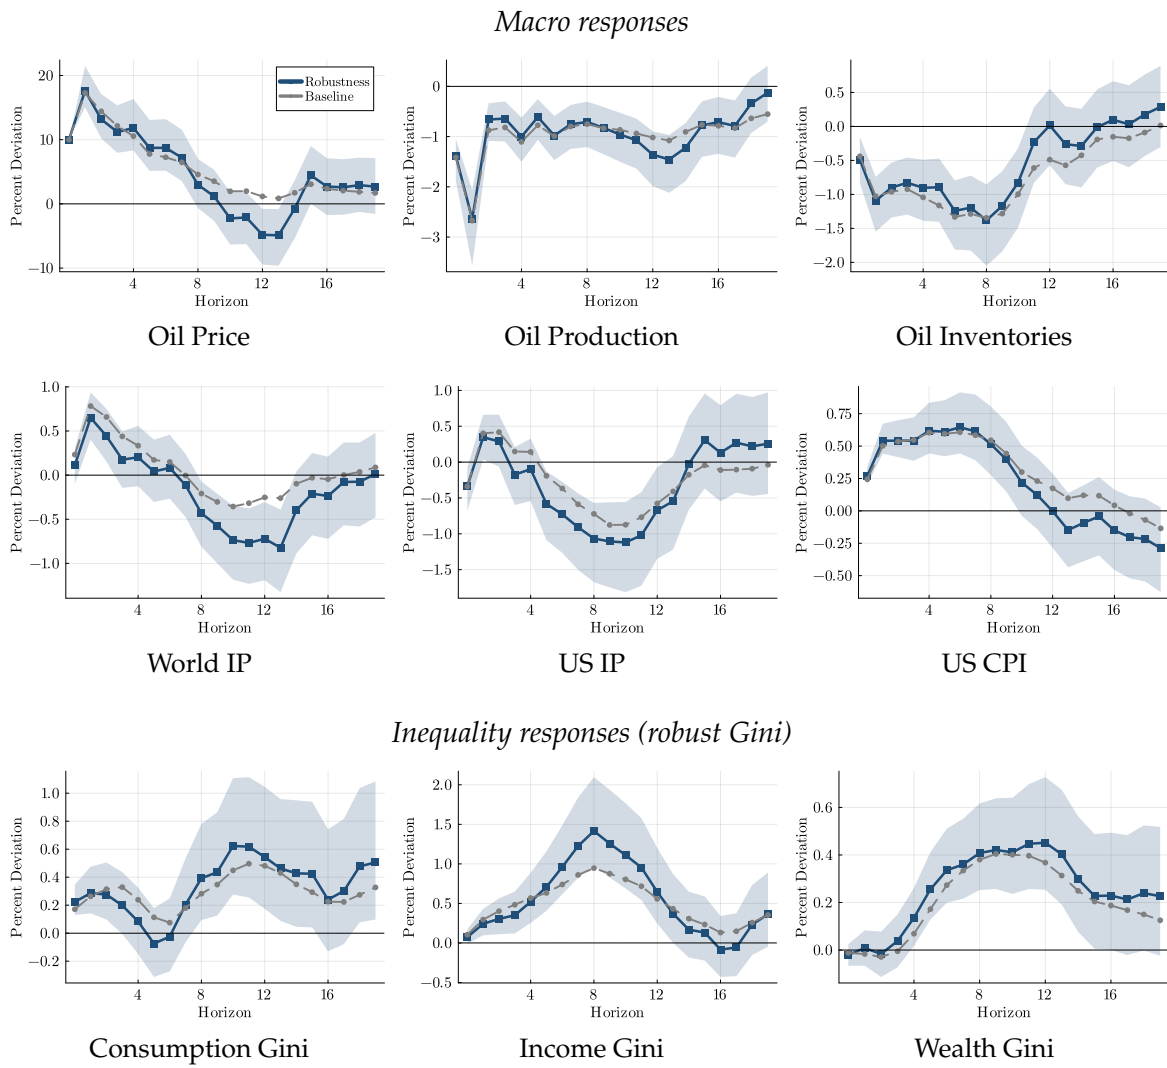 Macro responses
Percent Deviation
20
10
0
−10
4
8
12
16
Horizon
Robustness
Baseline
Oil Price
Percent Deviation
0
−1
−2
−3
4
8
12
16
Horizon
Oil Production
Percent Deviation
0.5
0.0
−0.5
−1.0
−1.5
−2.0
4
8
12
16
Horizon
Oil Inventories
Percent Deviation
1.0
0.5
0.0
−0.5
−1.0
4
8
12
16
Horizon
World IP
Percent Deviation
1.0
0.5
0.0
−0.5
−1.0
−1.5
4
8
12
16
Horizon
US IP
Percent Deviation
0.75
0.50
0.25
0.00
−0.25
−0.50
4
8
12
16
Horizon
US CPI
Inequality responses (robust Gini)
Percent Deviation
1.0
0.8
0.6
0.4
0.2
0.0
−0.2
4
8
12
16
Horizon
Consumption Gini
Percent Deviation
2.0
1.5
1.0
0.5
0.0
−0.5
4
8
12
16
Horizon
Income Gini
Percent Deviation
0.6
0.4
0.2
0.0
4
8
12
16
Horizon
Wealth Gini